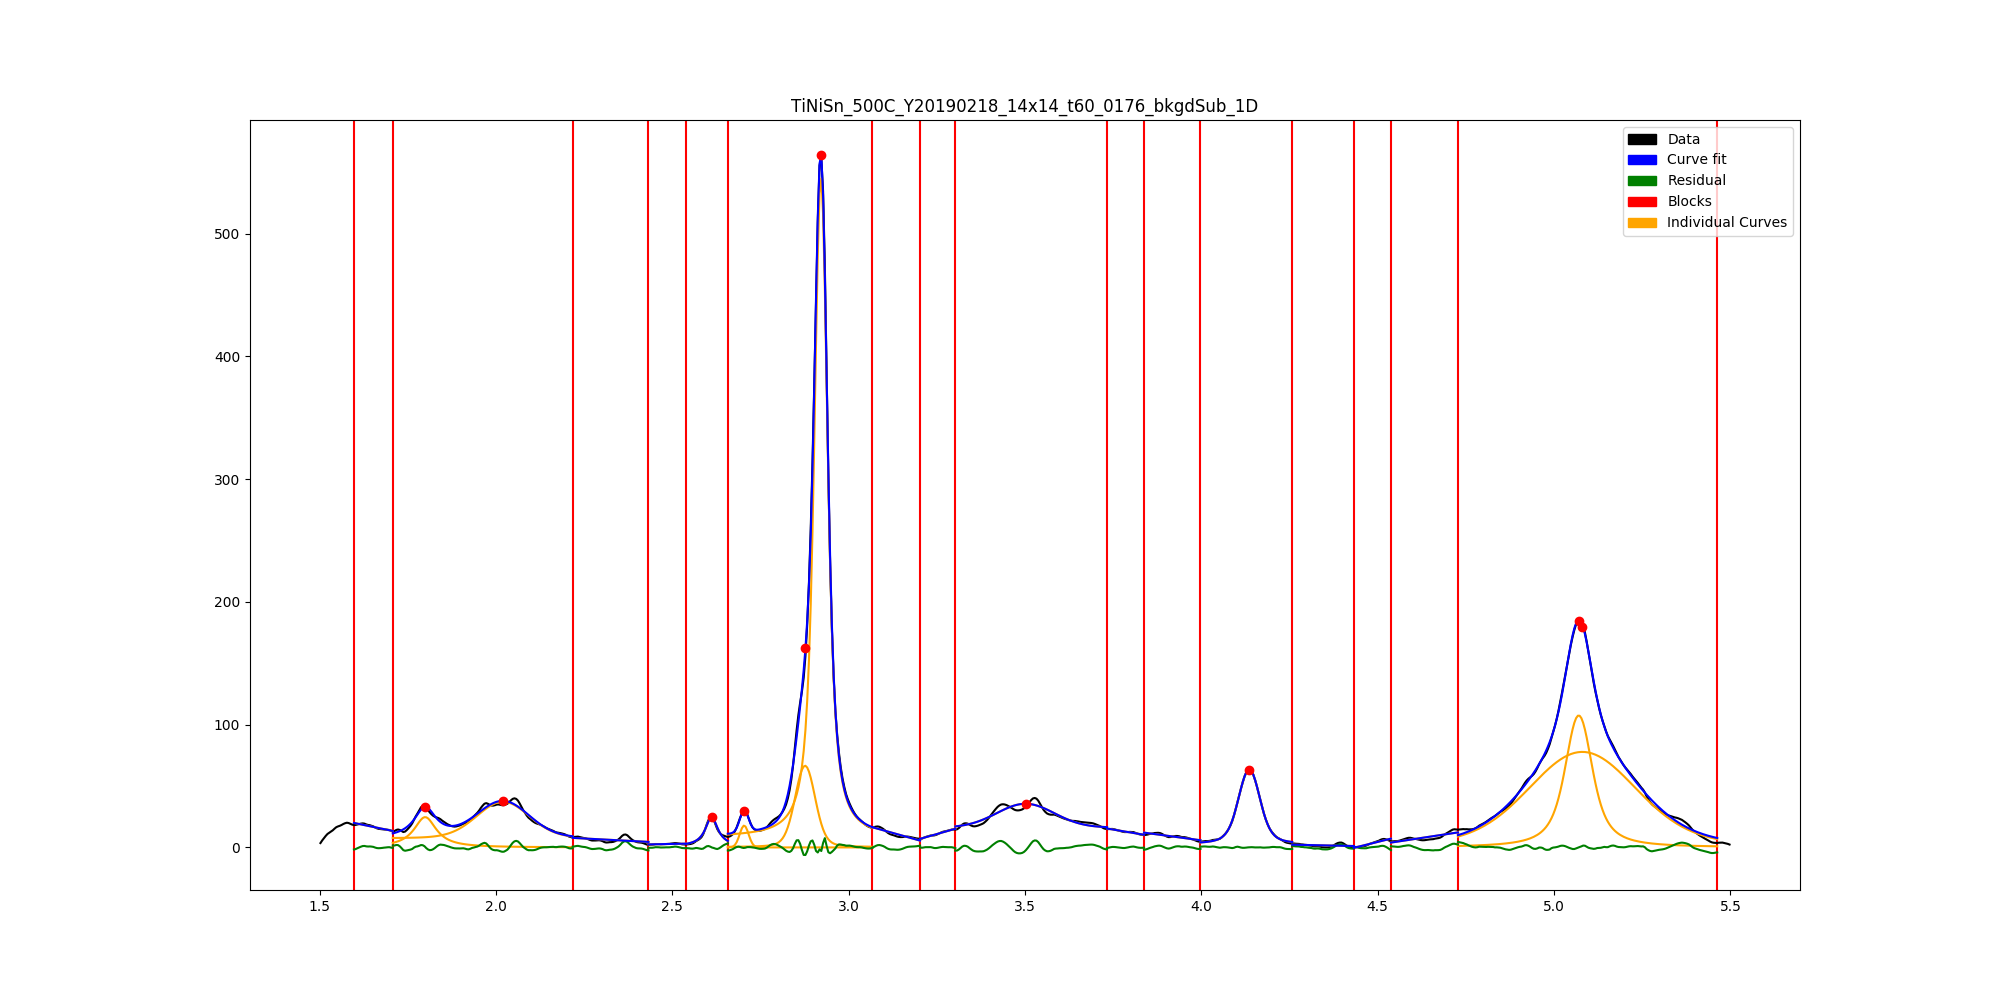 TiNiSn_500C_Y20190218_14x14_t60_0176_bkgdSub_1D
Data
Curve fit
Residual
Blocks
Individual Curves
500
400
300
200
100
0
1.5 2.0 2.5 3.0 3.5 4.0 4.5 5.0 5.5